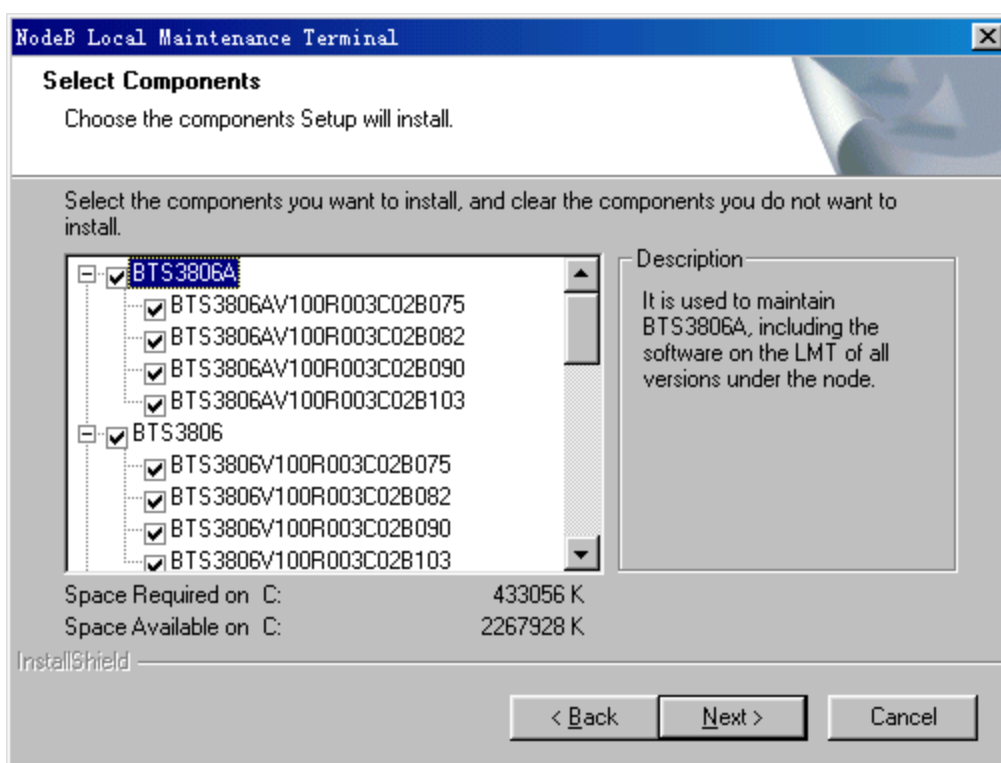 NodeB Local Maintenance Terminal
Select Components
Choose the components Setup will install.
Select the components you want to install, and clear the components you do not want to
install.
BTS3806A
BTS3806AV100R003C02B075
BTS3806AV100R003C02B082
BTS3806AV100R003C02B090
BTS3806AV100R003C02B103
BTS3806
BTS3806V100R003C02B075
BTS3806V100R003C02B082
BTS3806V100R003C02B090
BTS3806V100R003C02B103
Description
It is used to maintain
BTS3806A, including the
software on the LMT of all
versions under the node.
Space Required on C: 433056 K
Space Available on C: 2267928 K
InstallShield
< Back Next > Cancel